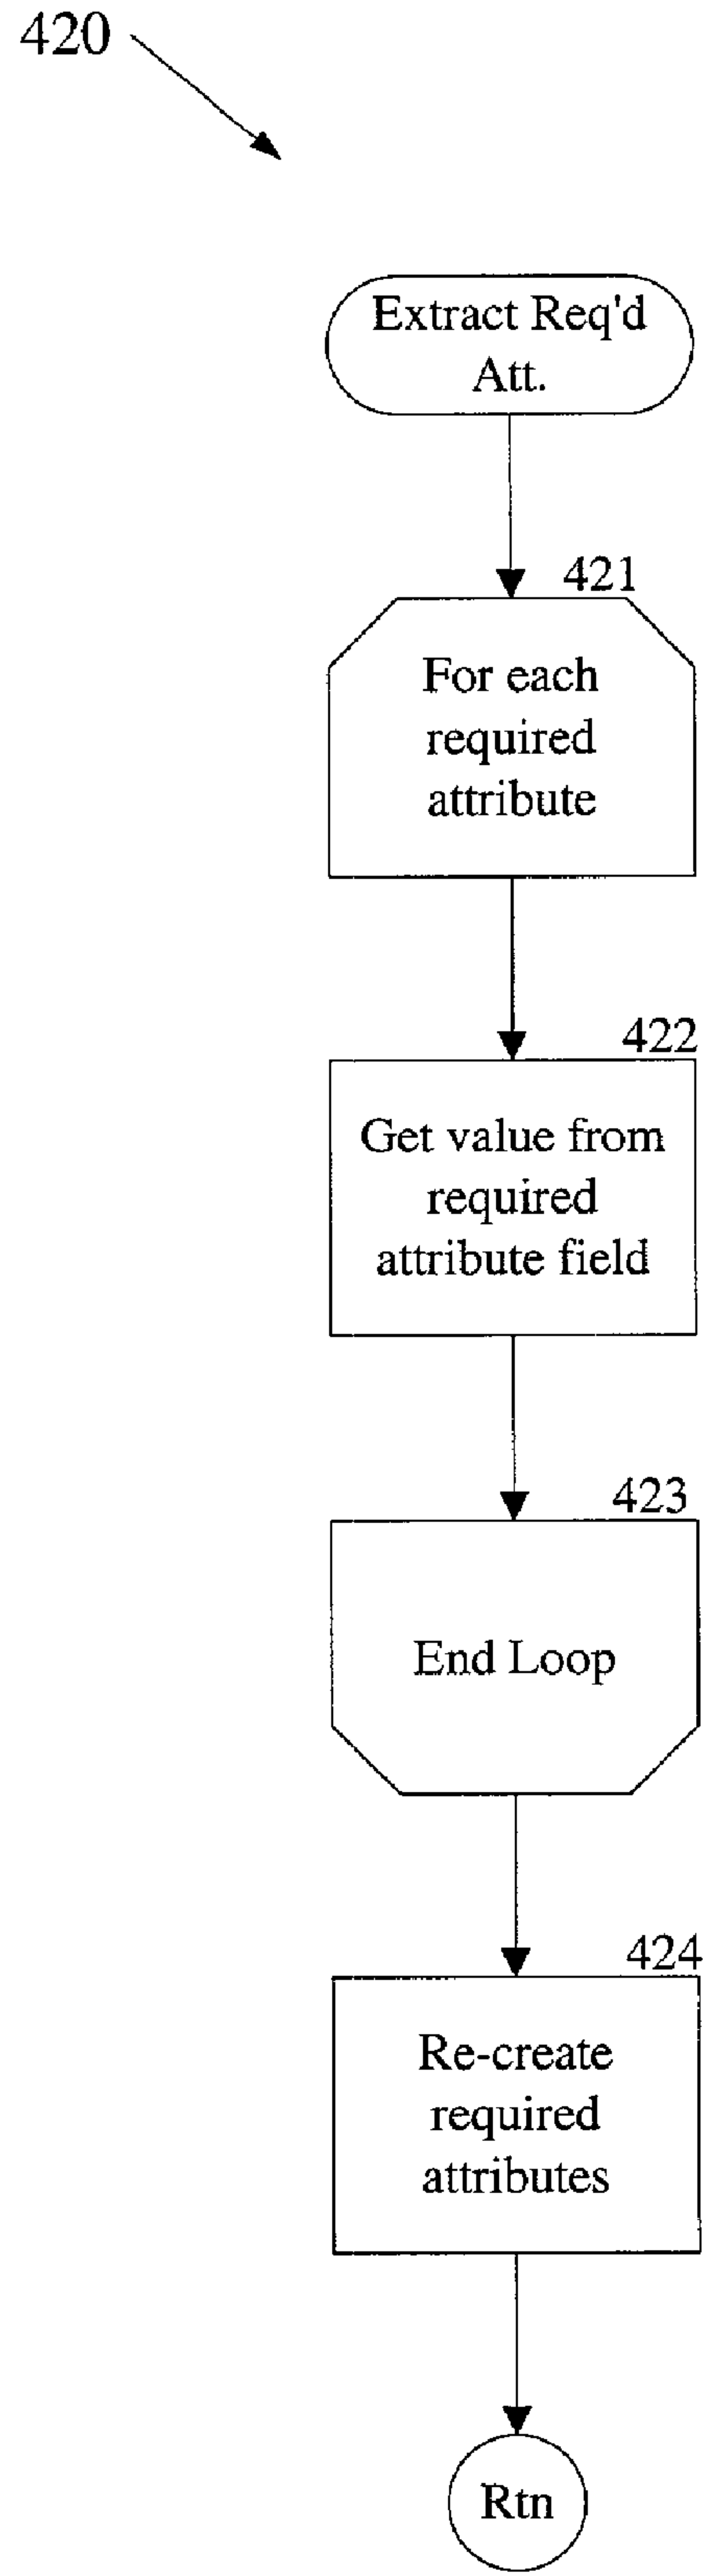 420
Extract Req'd
Att.
421
For each
required
attribute
422
Get value from
required
attribute field
423
End Loop
424
Re-create
required
attributes
Rtn